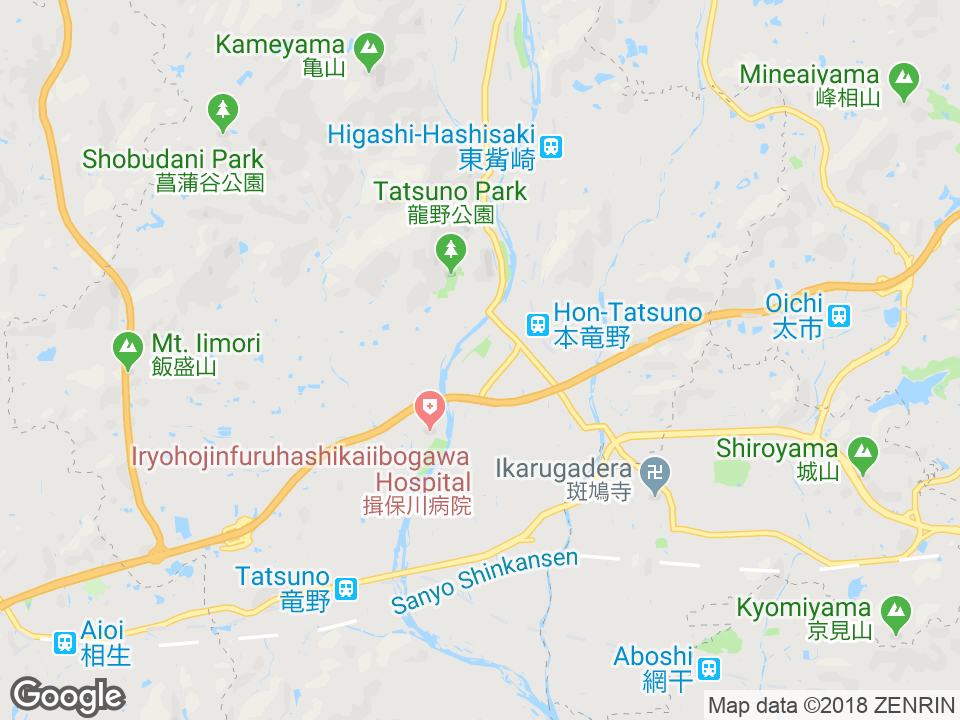 Kameyama
亀山
Mineaiyama
峰相山
Higashi-Hashisaki
東觜崎
Shobudani Park
菖蒲谷公園
Tatsuno Park
龍野公園
Hon-Tatsuno
本竜野
Oichi
太市
Mt. Iimori
飯盛山
Shiroyama
城山
Iryohojinfuruhashikaiibogawa
Hospital
揖保川病院
Ikarugadera
斑鳩寺
Sanyo Shinkansen
Tatsuno
竜野
Kyomiyama
京見山
Aioi
相生
Aboshi
網干
Google
Map data ©2018 ZENRIN